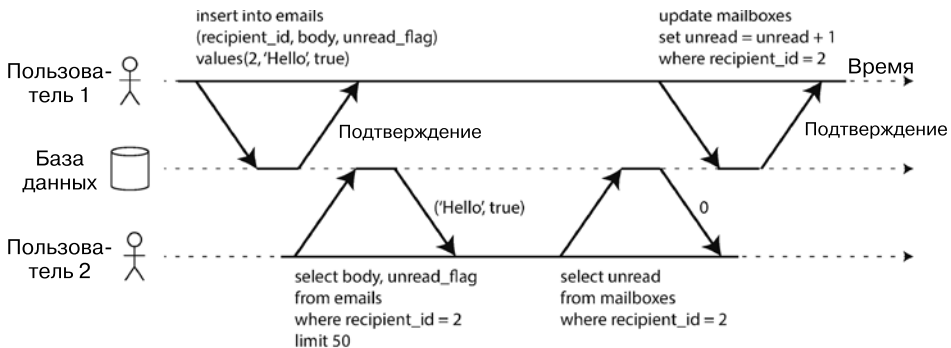 insert into emails
(recipient_id, body, unread_flag)
values(2, ‘Hello’, true)
update mailboxes
set unread = unread + 1
where recipient_id = 2
Пользова-
тель 1
Время
Подтверждение
Подтверждение
База
данных
(‘Hello’, true)
0
Пользова-
тель 2
select body, unread_flag
from emails
where recipient_id = 2
limit 50
select unread
from mailboxes
where recipient_id = 2